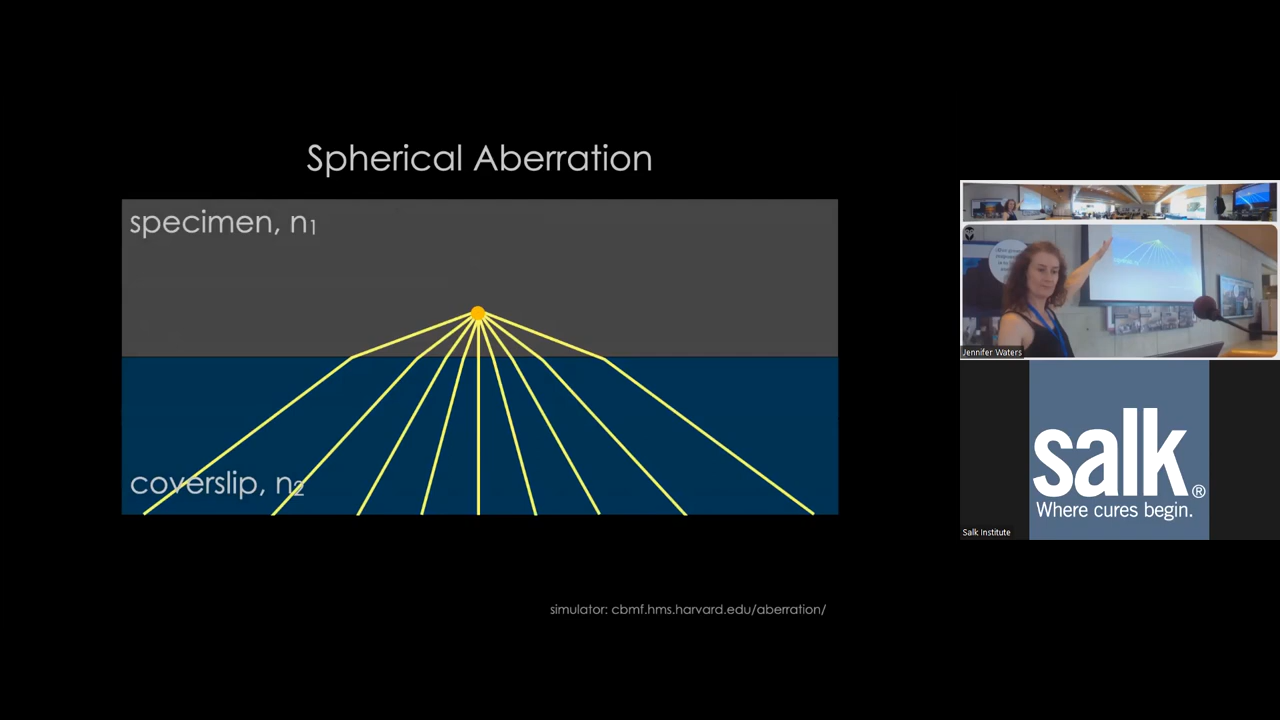 Spherical Aberration
specimen, n₁
coverslip, n₂
simulator: cbmf.hms.harvard.edu/aberration/
Jennifer Waters
salk®
Where cures begin.
Salk Institute